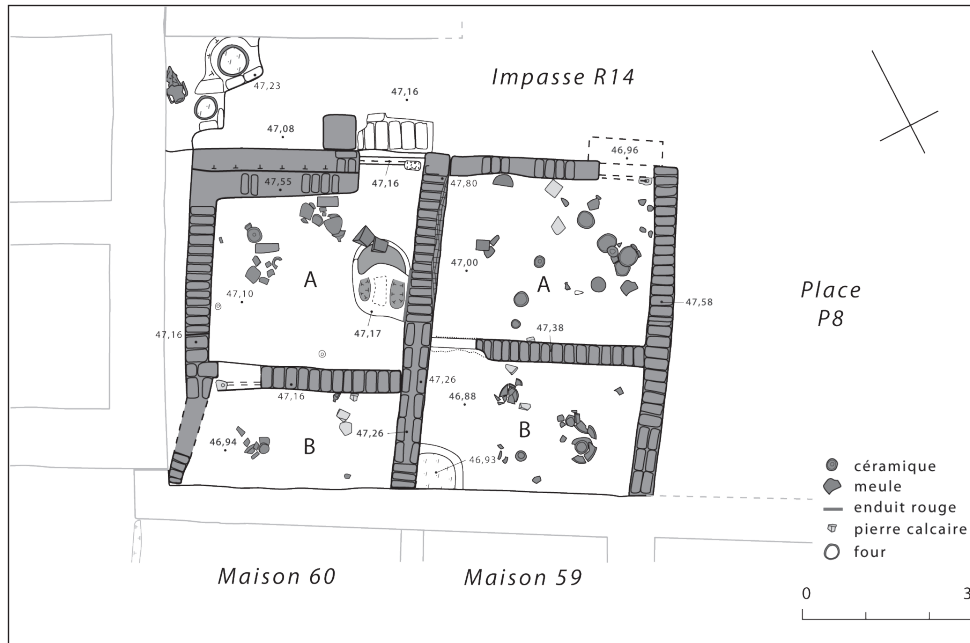 Impasse R14
47,23
47,16
47,08
46,96
47,16
47,55
47,80
47,00
A
A
47,10
47,58
Place
P8
47,17
47,16
47,38
47,26
47,16
46,88
47,26
B
46,94
B
46,93
céramique
meule
enduit rouge
pierre calcaire
four
Maison 60
Maison 59
0
3